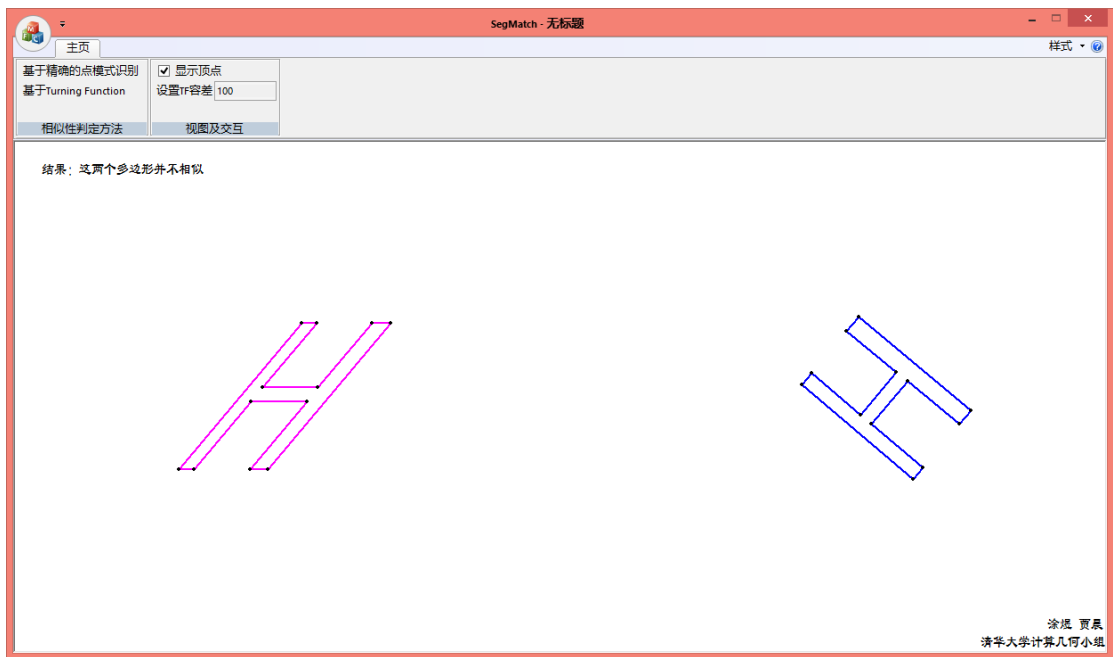 SegMatch - 无标题
主页
样式
基于精确的点模式识别
基于Turning Function
相似性判定方法
显示顶点
设置TF容差 100
视图及交互
结果：这两个多边形并不相似
涂煜 贾晨
清华大学计算几何小组